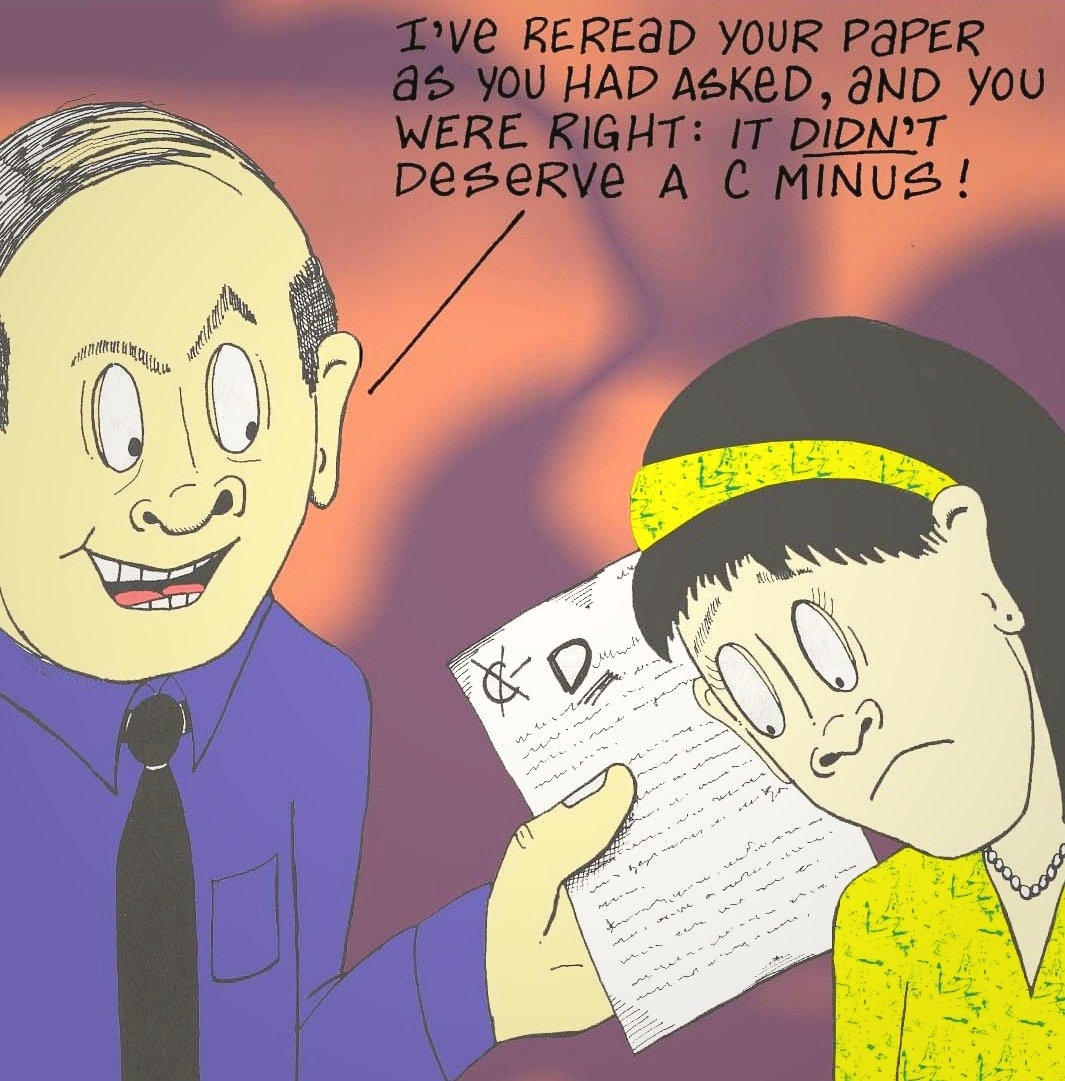 I'VE REREAD YOUR PAPER
AS YOU HAD ASKED, AND YOU
WERE RIGHT: IT DIDN'T
DESERVE A C MINUS!
C- D